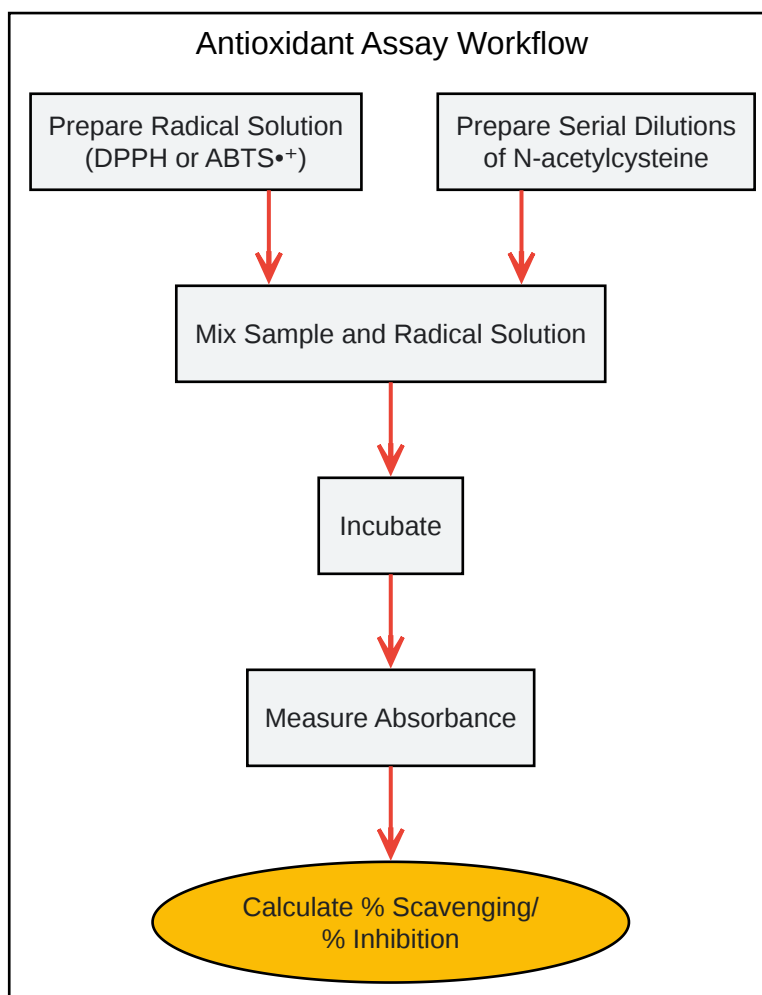 Antioxidant Assay Workflow
Prepare Radical Solution
(DPPH or ABTS•⁺)
Prepare Serial Dilutions
of N-acetylcysteine
Mix Sample and Radical Solution
Incubate
Measure Absorbance
Calculate % Scavenging/
% Inhibition